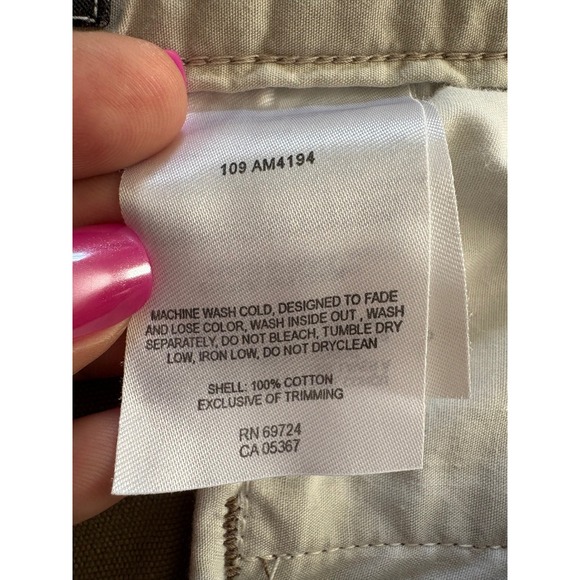 109 AM4194
MACHINE WASH COLD, DESIGNED TO FADE
AND LOSE COLOR, WASH INSIDE OUT , WASH
SEPARATELY, DO NOT BLEACH, TUMBLE DRY
LOW, IRON LOW, DO NOT DRYCLEAN
SHELL: 100% COTTON
EXCLUSIVE OF TRIMMING
RN 69724
CA 05367